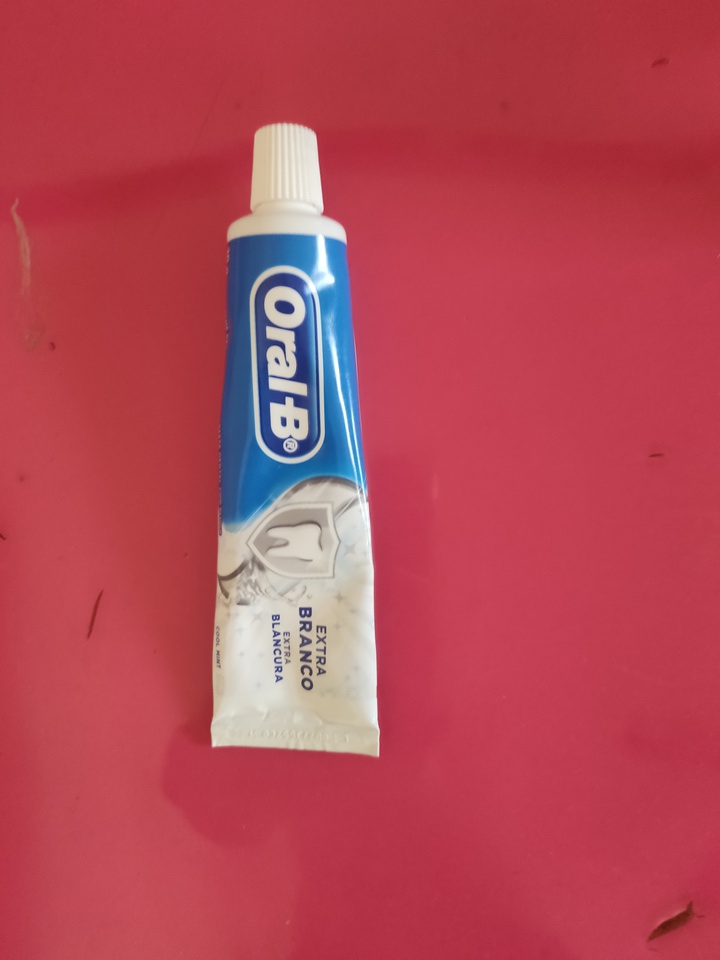 Oral-B®
EXTRA
BRANCO
EXTRA
BLANCURA
COOL MINT